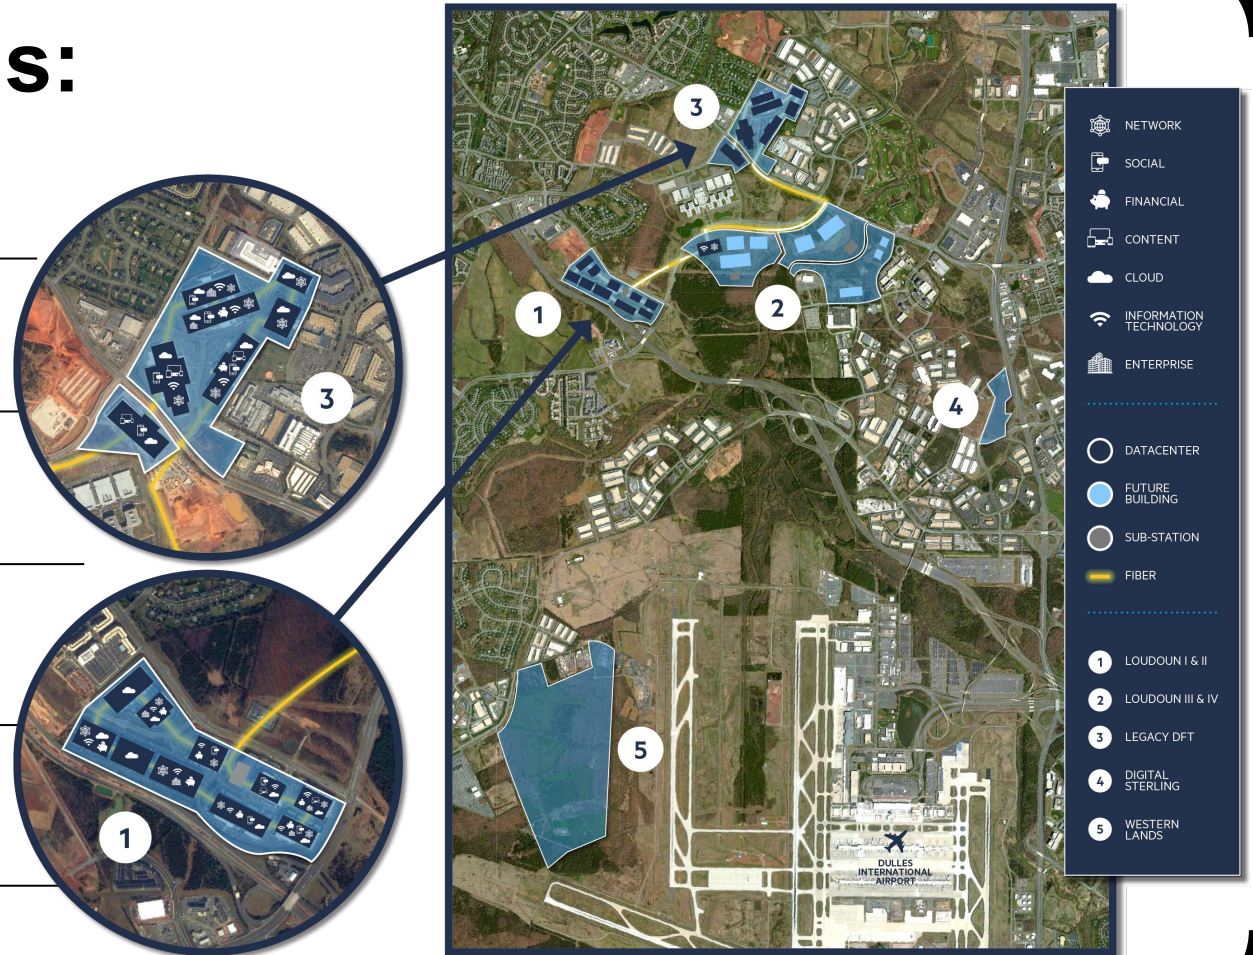 s:
3
1
2
4
5
DULLES
INTERNATIONAL
AIRPORT
3
1
NETWORK
SOCIAL
FINANCIAL
CONTENT
CLOUD
INFORMATION
TECHNOLOGY
ENTERPRISE
DATACENTER
FUTURE
BUILDING
SUB-STATION
FIBER
1 LOUDOUN I & II
2 LOUDOUN III & IV
3 LEGACY DFT
4 DIGITAL
STERLING
5 WESTERN
LANDS